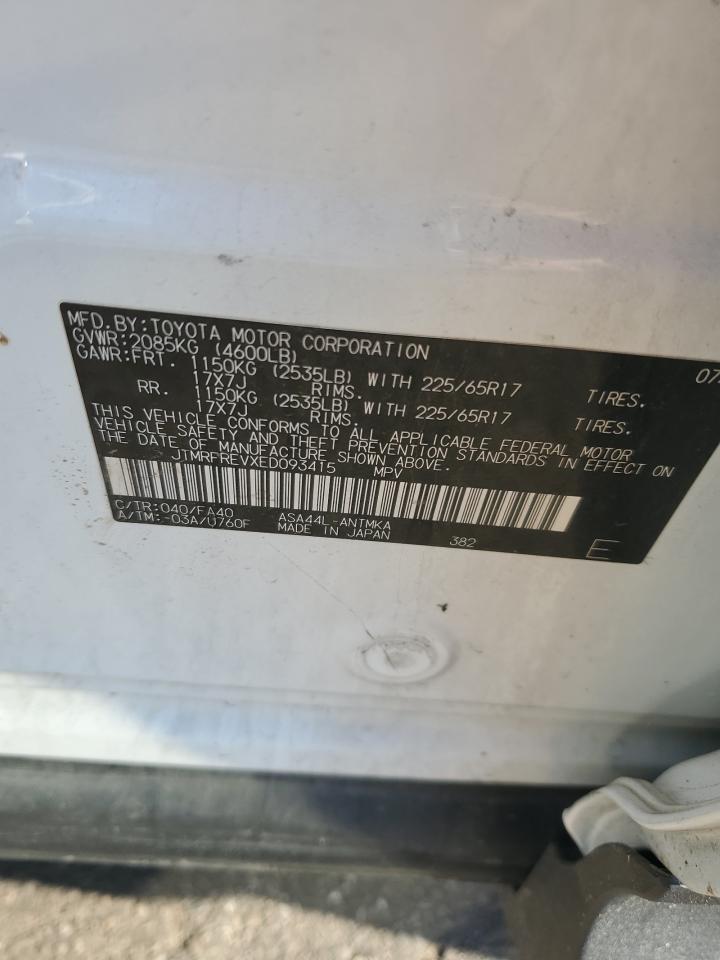 MFD.BY:TOYOTA MOTOR CORPORATION
GVWR:2085KG (4600LB) 07
GAWR:FRT. 1150KG (2535LB) WITH 225/65R17 TIRES.
17X7J RIMS.
RR. 1150KG (2535LB) WITH 225/65R17 TIRES.
17X7J RIMS.
THIS VEHICLE CONFORMS TO ALL APPLICABLE FEDERAL MOTOR
VEHICLE SAFETY AND THEFT PREVENTION STANDARDS IN EFFECT ON
THE DATE OF MANUFACTURE SHOWN ABOVE.
JTMRFREVXED093415 MPV
C/TR:040/FA40 ASA44L-ANTMKA
A/TM:-03A/U760F MADE IN JAPAN 382 E